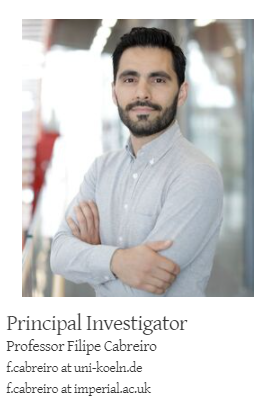 Principal Investigator
Professor Filipe Cabreiro
f.cabreiro at uni-koeln.de
f.cabreiro at imperial.ac.uk